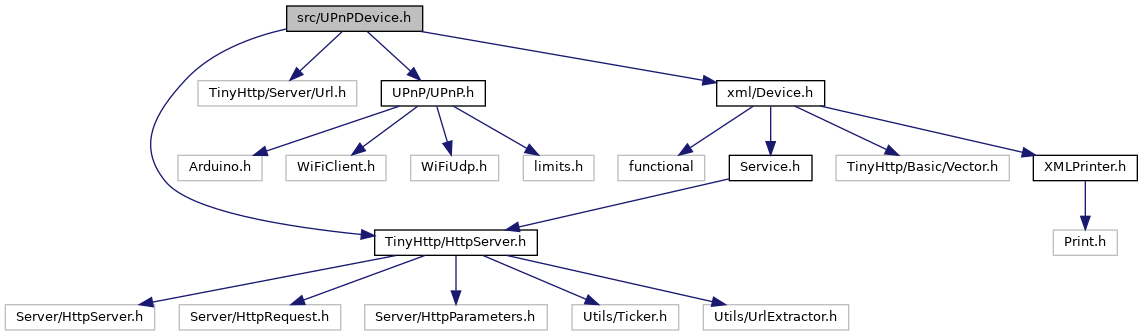 src/UPnPDevice.h
TinyHttp/Server/Url.h
UPnP/UPnP.h
xml/Device.h
Arduino.h
WiFiClient.h
WiFiUdp.h
limits.h
functional
Service.h
TinyHttp/Basic/Vector.h
XMLPrinter.h
TinyHttp/HttpServer.h
Print.h
Server/HttpServer.h
Server/HttpRequest.h
Server/HttpParameters.h
Utils/Ticker.h
Utils/UrlExtractor.h